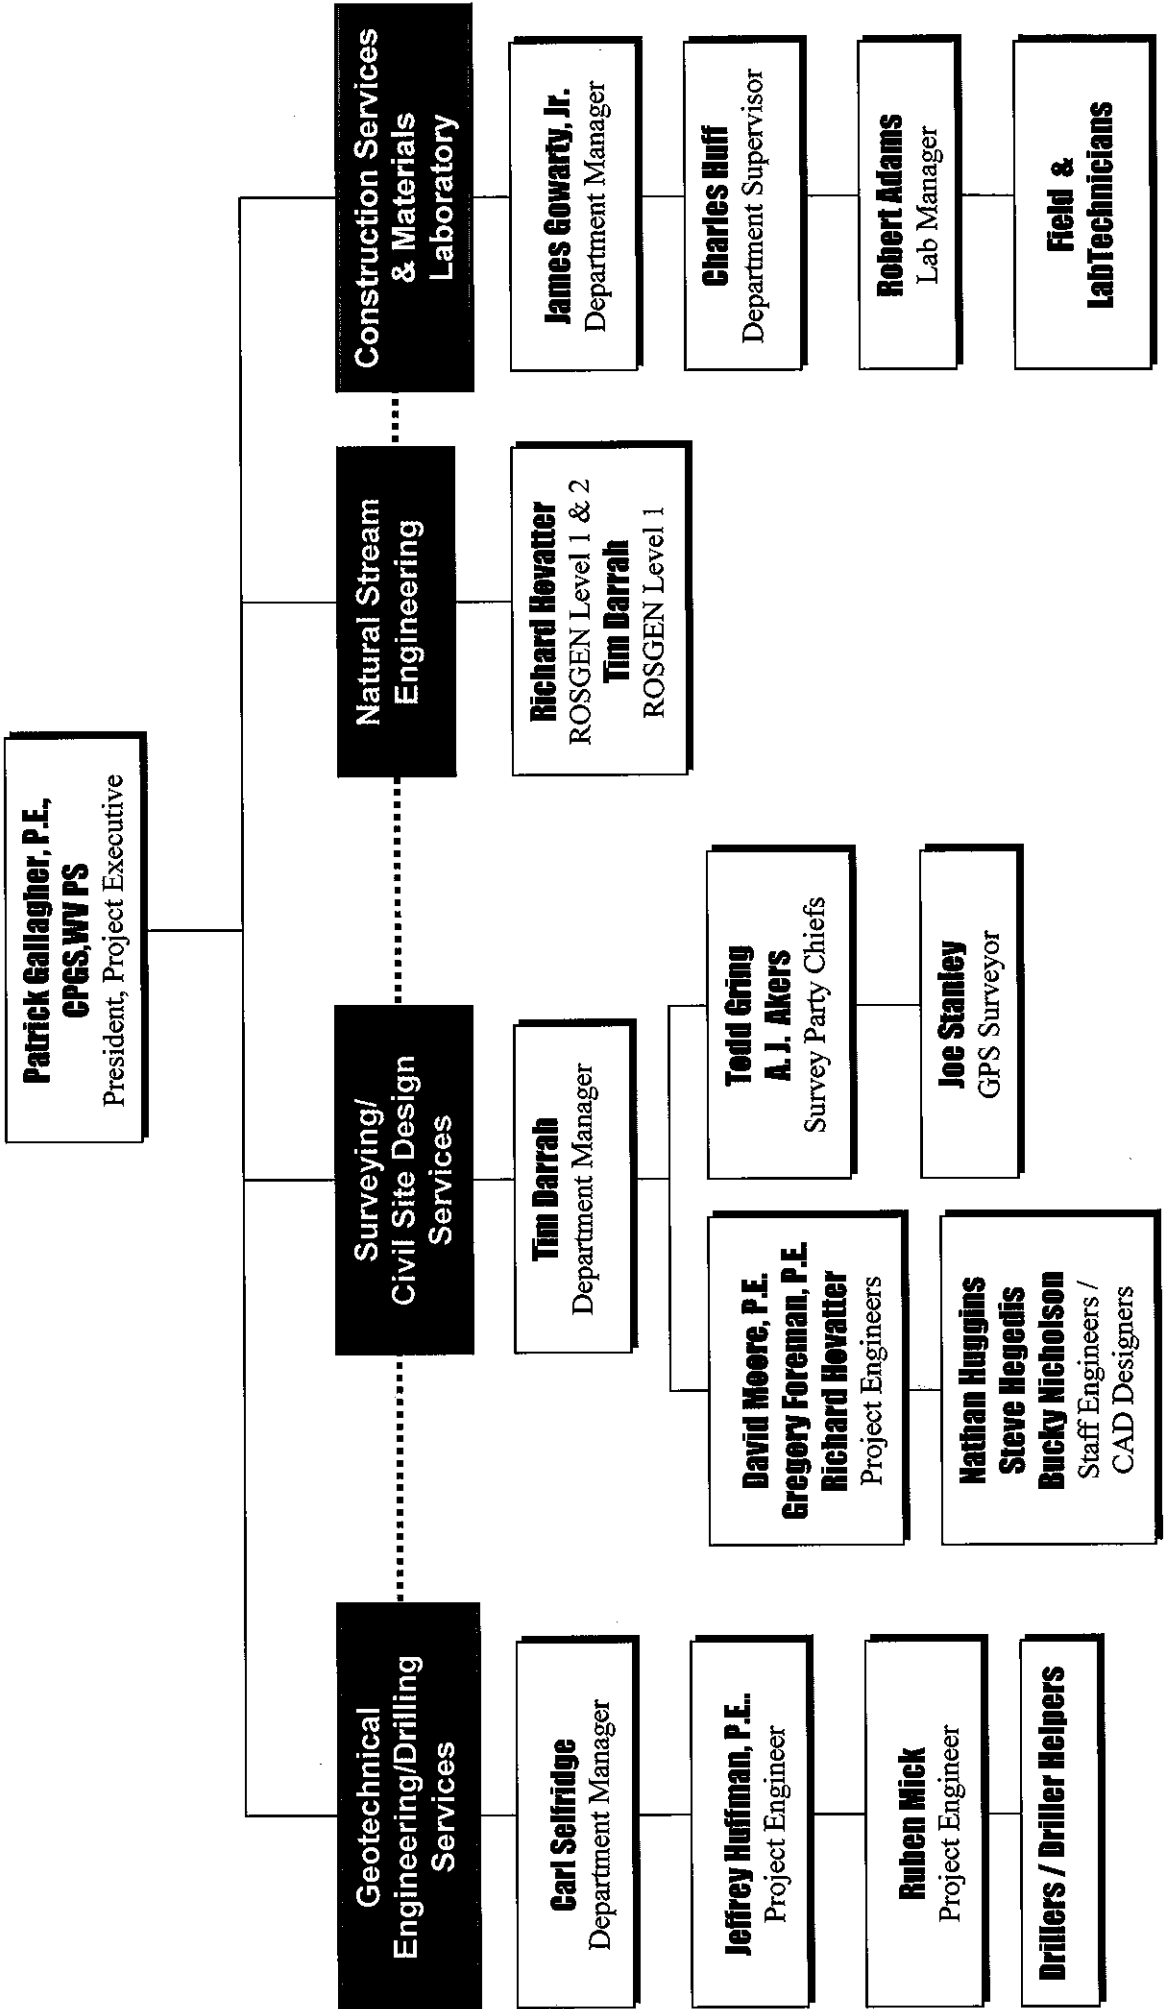 Patrick Gallagher, P.E.,
CPGS,WV PS
President, Project Executive
Geotechnical
Engineering/Drilling
Services
Carl Selfridge
Department Manager
Jeffrey Huffman, P.E..
Project Engineer
Ruben Mick
Project Engineer
Drillers / Driller Helpers
Surveying/
Civil Site Design
Services
Tim Darrah
Department Manager
David Moore, P.E.
Gregory Foreman, P.E.
Richard Hovatter
Project Engineers
Nathan Huggins
Steve Hegedis
Bucky Nicholson
Staff Engineers /
CAD Designers
Todd Gring
A. J. Akers
Survey Party Chiefs
Joe Stanley
GPS Surveyor
Natural Stream
Engineering
Richard Hovatter
ROSGEN Level 1 & 2
Tim Darrah
ROSGEN Level 1
Construction Services
& Materials
Laboratory
James Gowarty, Jr.
Department Manager
Charles Huff
Department Supervisor
Robert Adams
Lab Manager
Field &
LabTechnicians